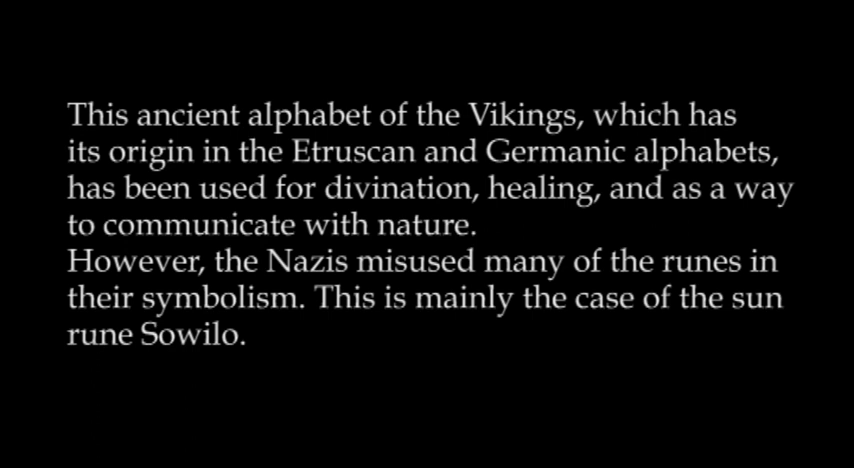 This ancient alphabet of the Vikings, which has
its origin in the Etruscan and Germanic alphabets,
has been used for divination, healing, and as a way
to communicate with nature.
However, the Nazis misused many of the runes in
their symbolism. This is mainly the case of the sun
rune Sowilo.